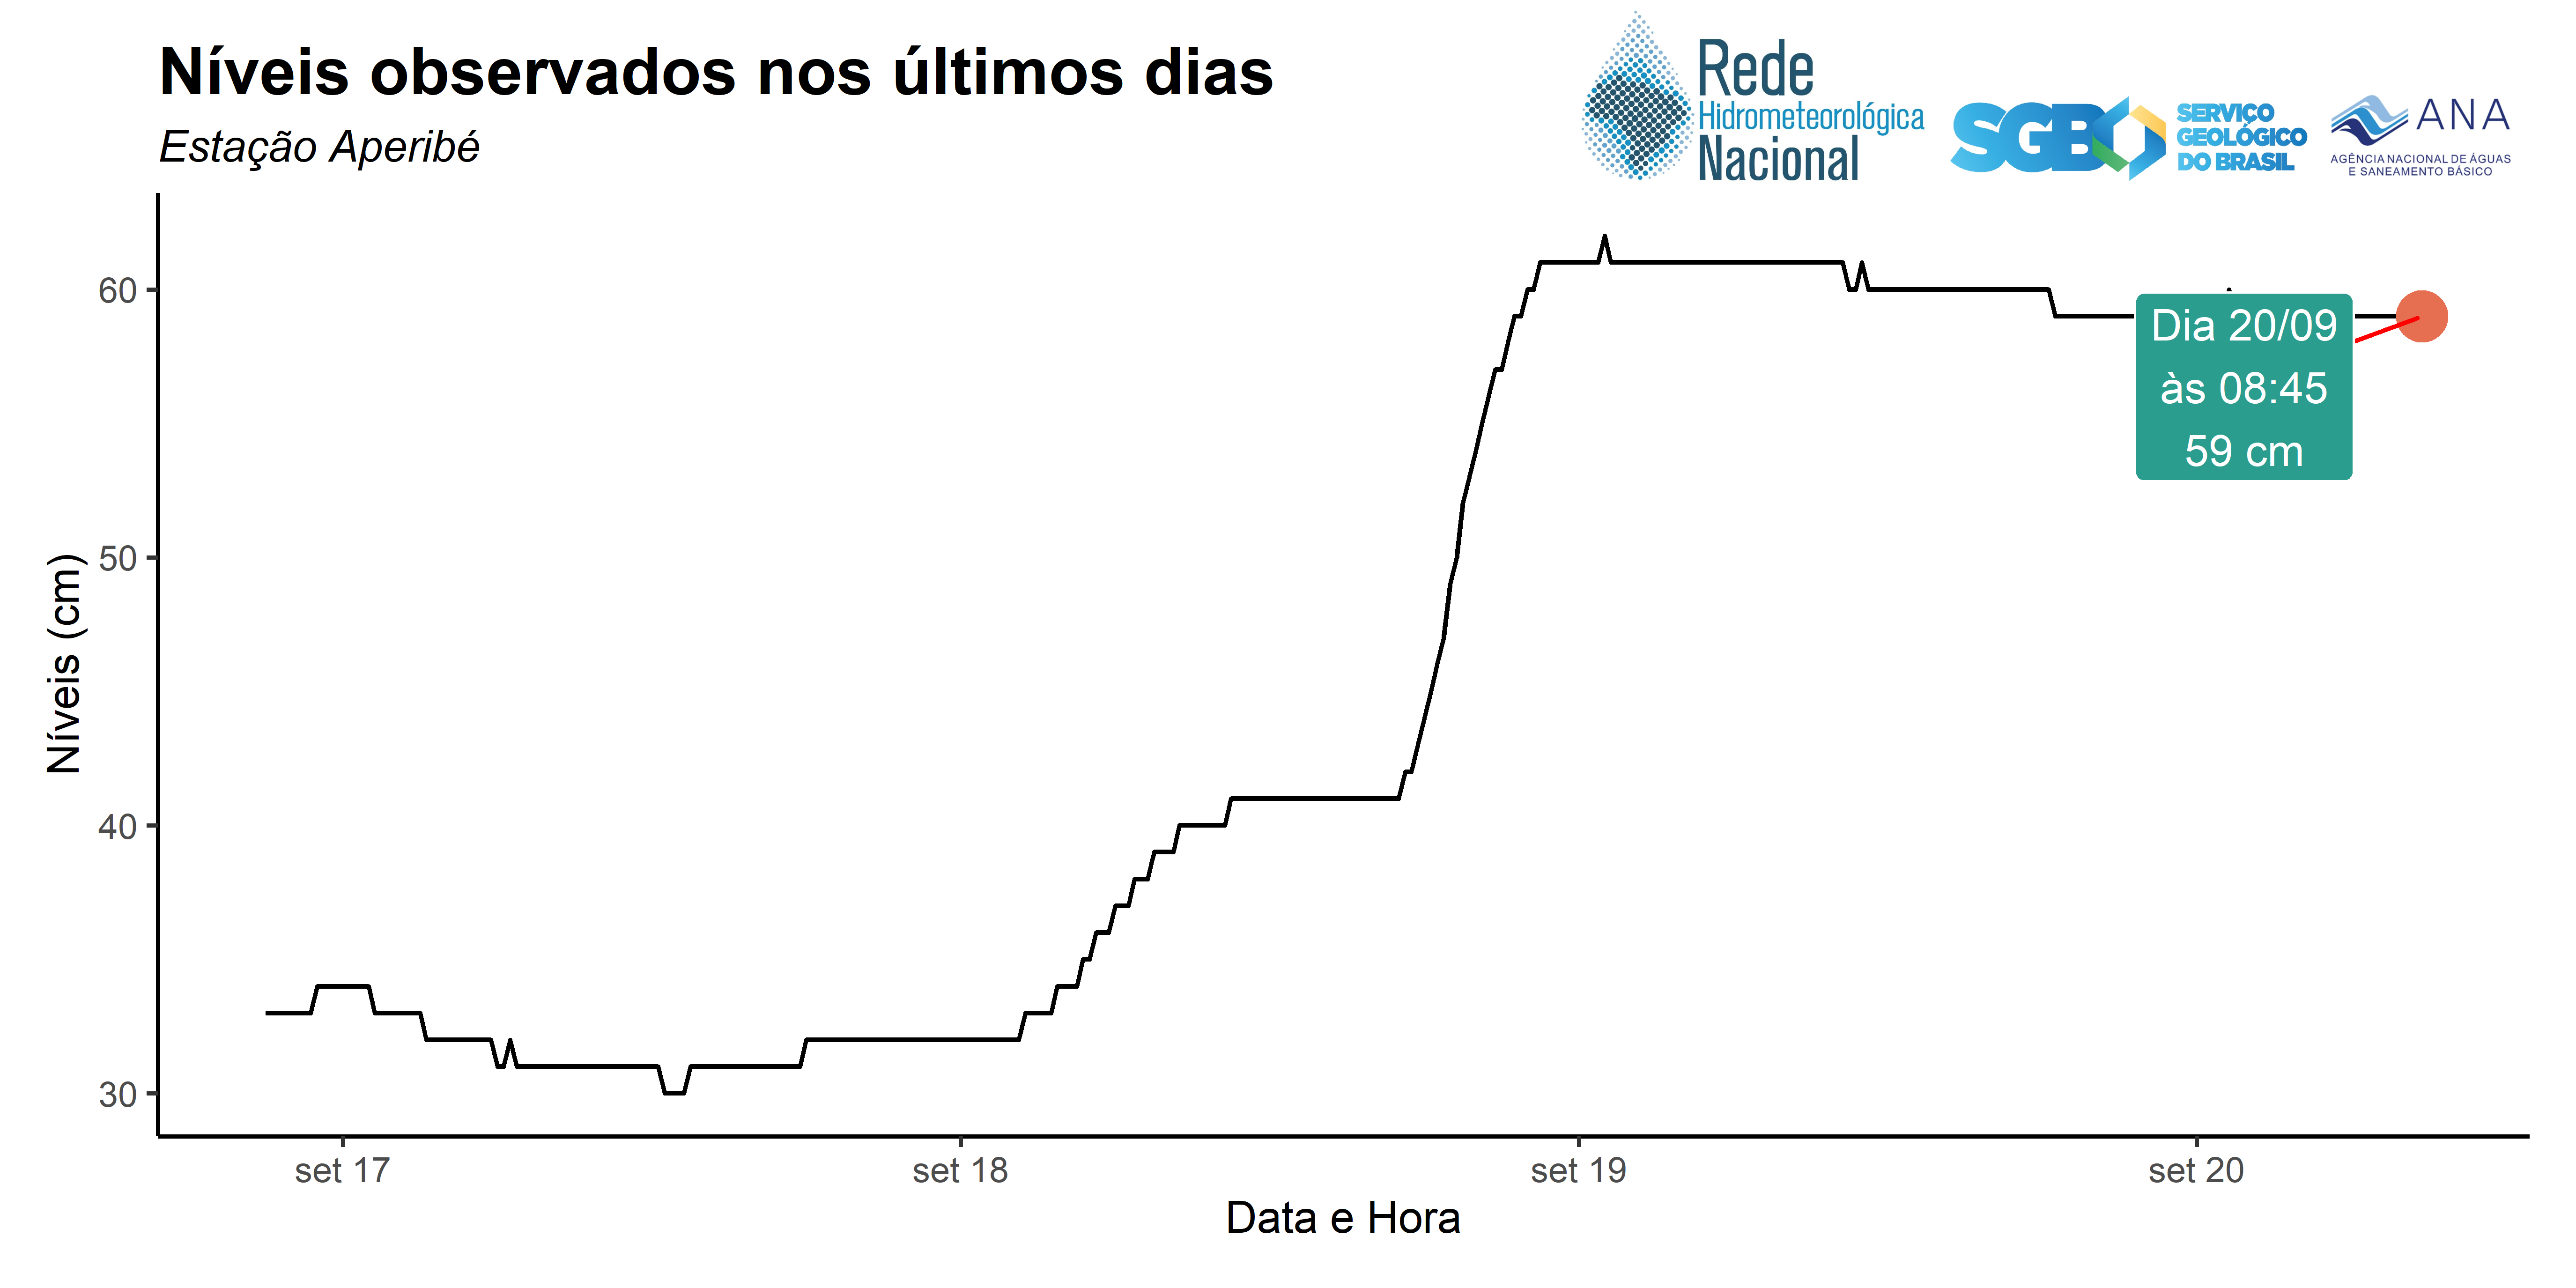 Níveis observados nos últimos dias
Estação Aperibé
Rede
Hidrometeorológica
Nacional
SGB
SERVIÇO
GEOLÓGICO
DO BRASIL
ANA
AGÊNCIA NACIONAL DE ÁGUAS
E SANEAMENTO BÁSICO
Níveis (cm)
60
50
40
30
Dia 20/09
às 08:45
59 cm
set 17
set 18
set 19
set 20
Data e Hora